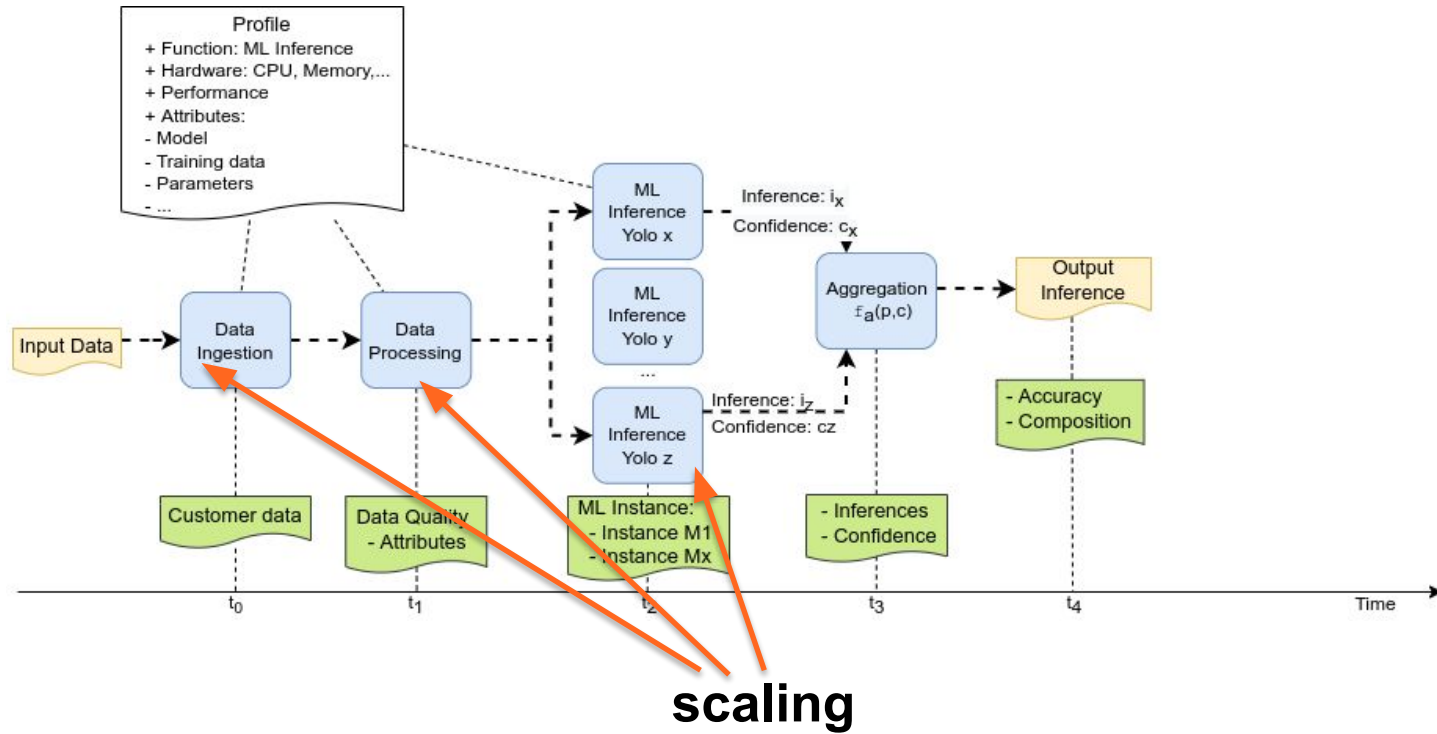 Profile
+ Function: ML Inference
+ Hardware: CPU, Memory,...
+ Performance
+ Attributes:
- Model
- Training data
- Parameters
- ...
Input Data
Data
Ingestion
Data
Processing
ML
Inference
Yolo x
ML
Inference
Yolo y
...
ML
Inference
Yolo z
Inference: ix
Confidence: cx
Inference: iz
Confidence: cz
Aggregation
fa(p,c)
Output
Inference
Customer data
Data Quality
- Attributes
ML Instance:
- Instance M1
- Instance Mx
- Inferences
- Confidence
- Accuracy
- Composition
t0
t1
t2
t3
t4
Time
scaling